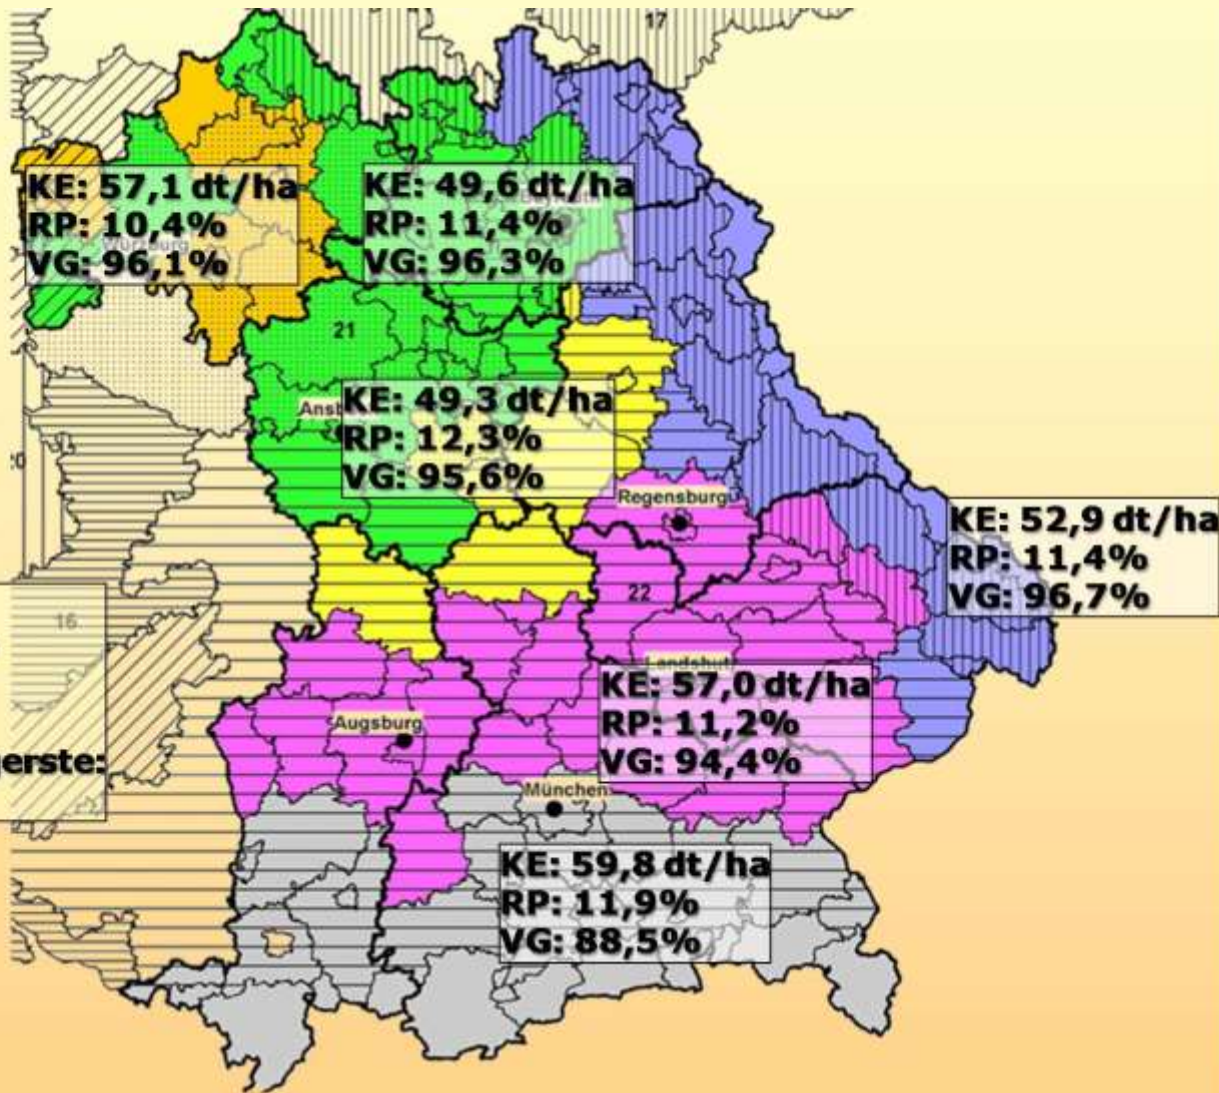 17
KE: 57,1 dt/ha
RP: 10,4%
VG: 96,1%
Würzburg
KE: 49,6 dt/ha
RP: 11,4%
VG: 96,3%
21
KE: 49,3 dt/ha
RP: 12,3%
VG: 95,6%
Regensburg
KE: 52,9 dt/ha
RP: 11,4%
VG: 96,7%
22
16
Landshut
KE: 57,0 dt/ha
RP: 11,2%
VG: 94,4%
Augsburg
erste:
München
KE: 59,8 dt/ha
RP: 11,9%
VG: 88,5%